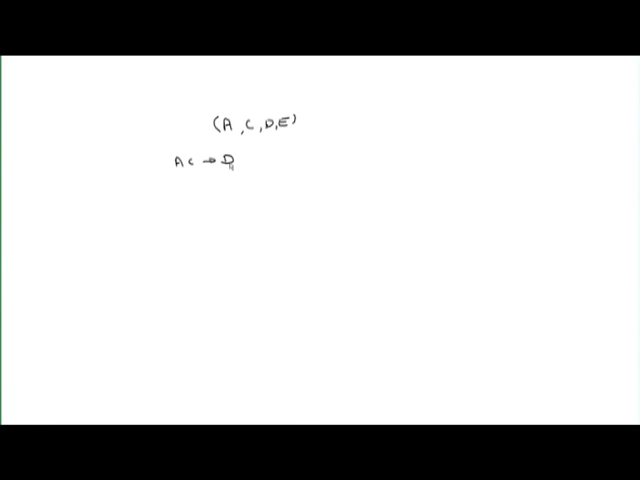 (A, C, D, E)
AC → D